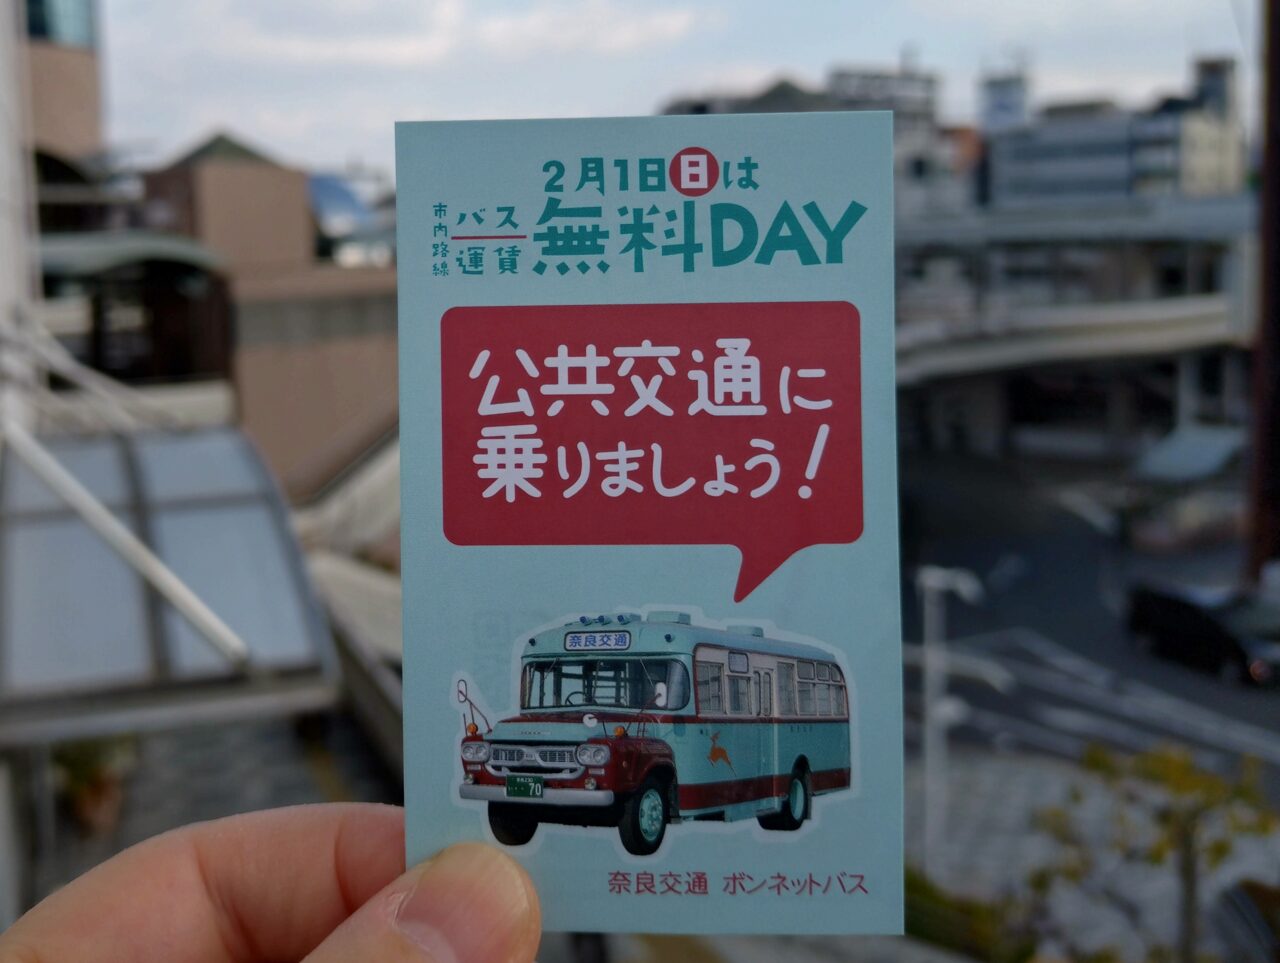 2月1日(日)は
市内路線 バス運賃 無料DAY
公共交通に
乗りましょう!
奈良交通
70
奈良交通 ボンネットバス